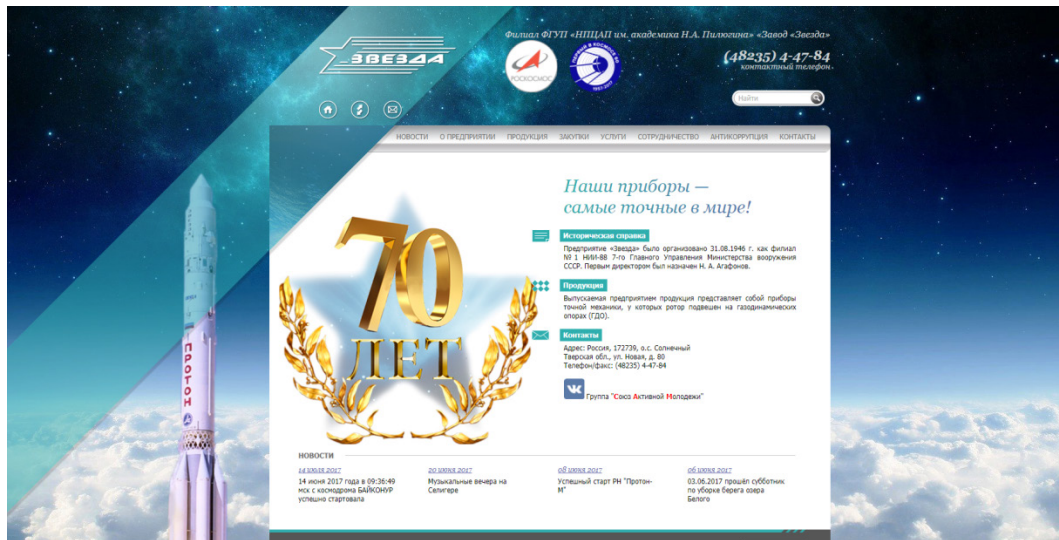 Филиал ФГУП «НПЦАП им. академика Н.А. Пилюгина» «Завод «Звезда»
ЗВЕЗДА
РОСКОСМОС
ПЕРВЫЙ В КОСМОСЕ
(48235) 4-47-84
контактный телефон
Найти
НОВОСТИ О ПРЕДПРИЯТИИ ПРОДУКЦИЯ ЗАКУПКИ УСЛУГИ СОТРУДНИЧЕСТВО АНТИКОРРУПЦИЯ КОНТАКТЫ
ПРОТОН
70
ЛЕТ
Наши приборы —
самые точные в мире!
Историческая справка
Предприятие «Звезда» было организовано 31.08.1946 г. как филиал
№ 1 НИИ-88 7-го Главного Управления Министерства вооружения
СССР. Первым директором был назначен Н. А. Агафонов.
Продукция
Выпускаемая предприятием продукция представляет собой приборы
точной механики, у которых ротор подвешен на газодинамических
опорах (ГДО).
Контакты
Адрес: Россия, 172739, о.с. Солнечный
Тверская обл., ул. Новая, д. 80
Телефон/факс: (48235) 4-47-84
Группа "Союз Активной Молодежи"
НОВОСТИ
14 июля 2017
14 июня 2017 года в 09:36:49
мск с космодрома БАЙКОНУР
успешно стартовала
20 июня 2017
Музыкальные вечера на
Селигере
08 июня 2017
Успешный старт РН "Протон-
М"
06 июня 2017
03.06.2017 прошёл субботник
по уборке берега озера
Белого